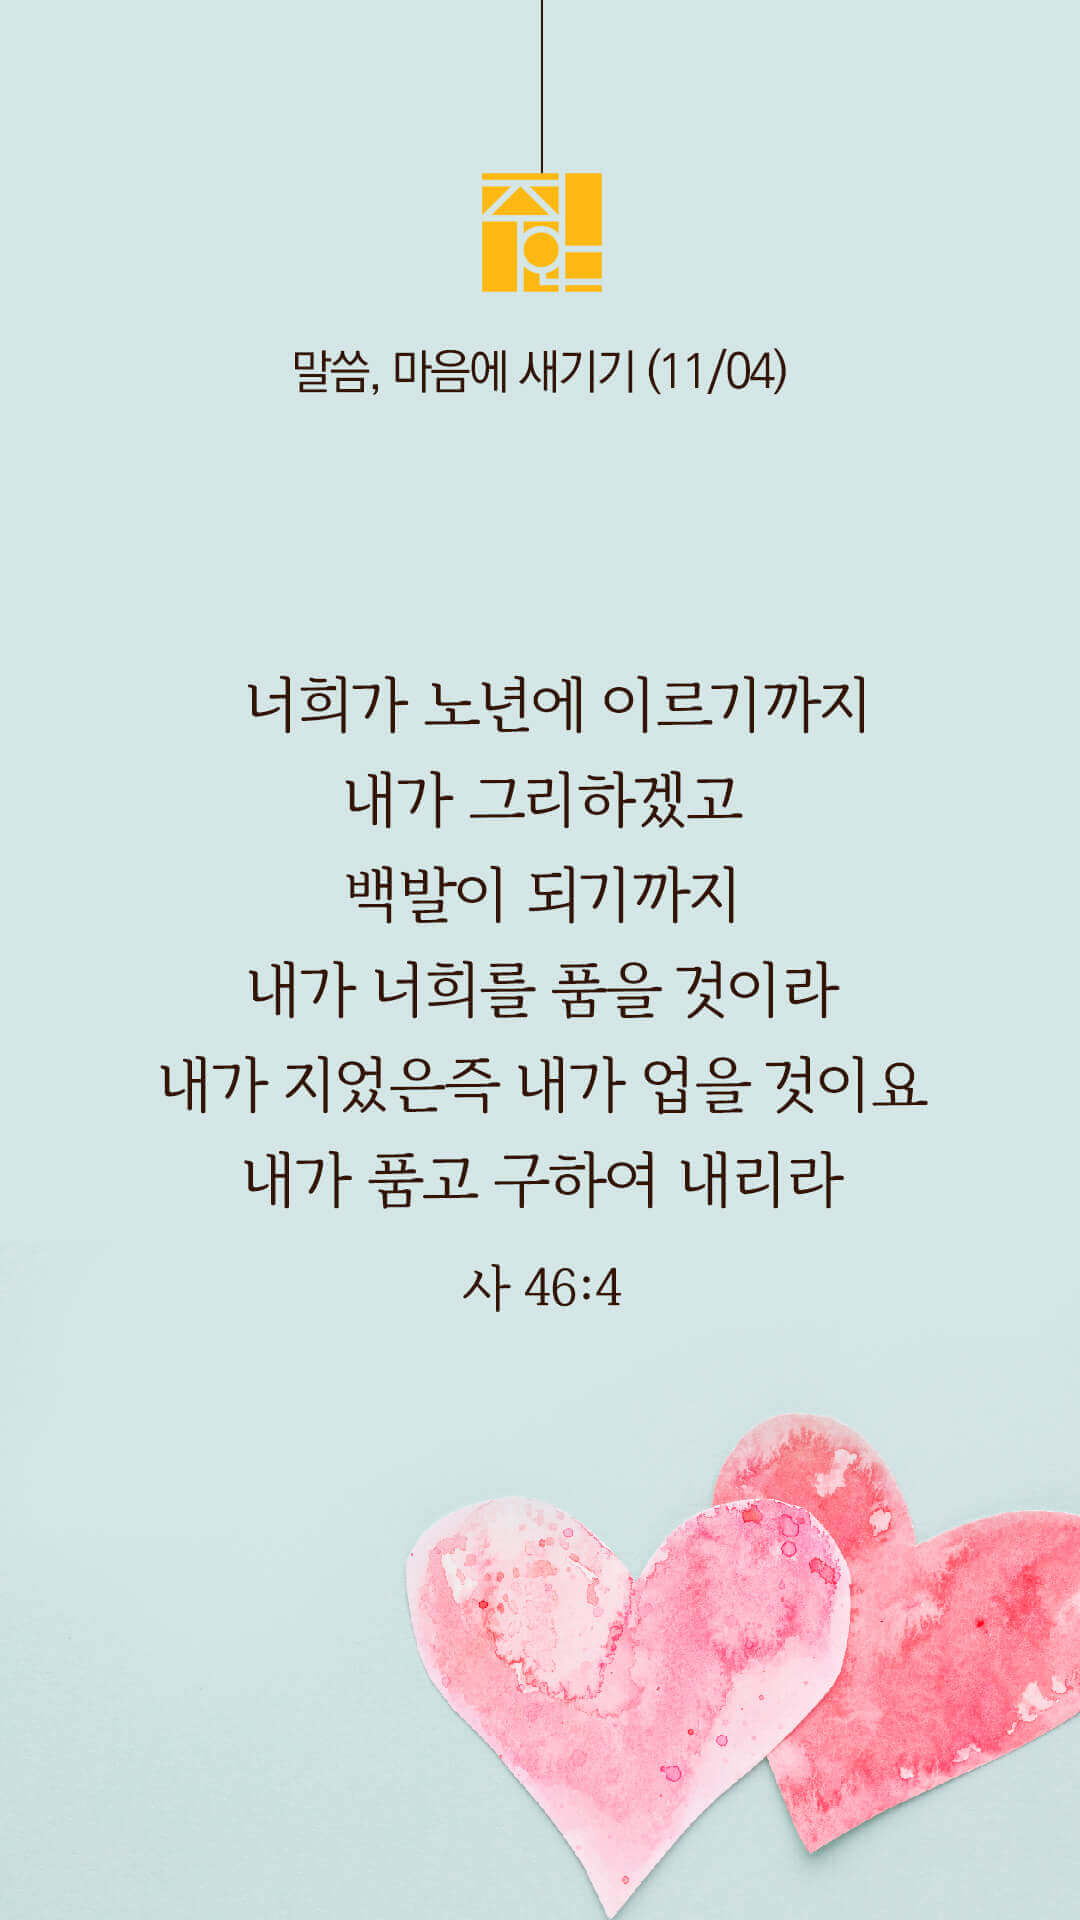 말씀, 마음에 새기기 (11/04)
너희가 노년에 이르기까지
내가 그리하겠고
백발이 되기까지
내가 너희를 품을 것이라
내가 지었은즉 내가 업을 것이요
내가 품고 구하여 내리라
사 46:4